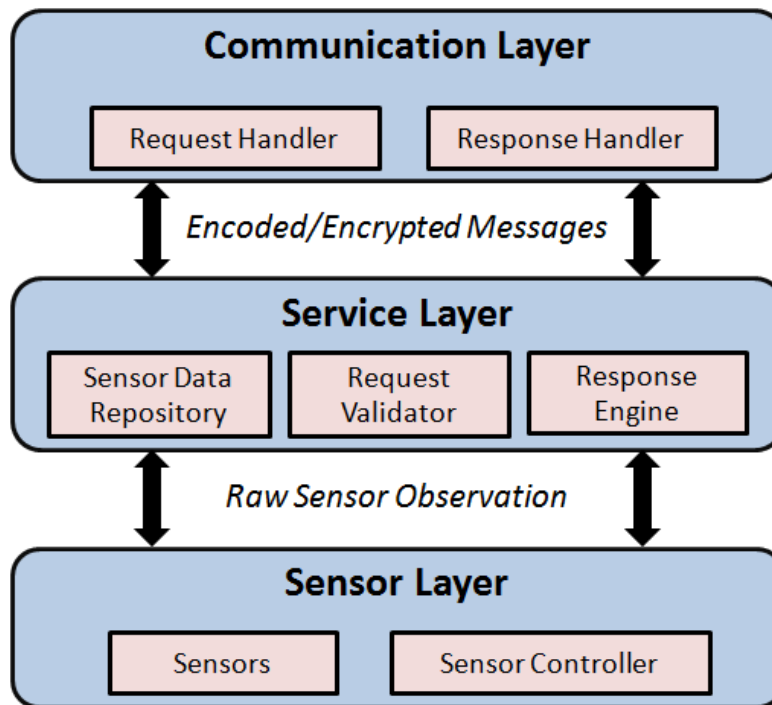 Communication Layer
Request Handler
Response Handler
Encoded/Encrypted Messages
Service Layer
Sensor Data
Repository
Request
Validator
Response
Engine
Raw Sensor Observation
Sensor Layer
Sensors
Sensor Controller